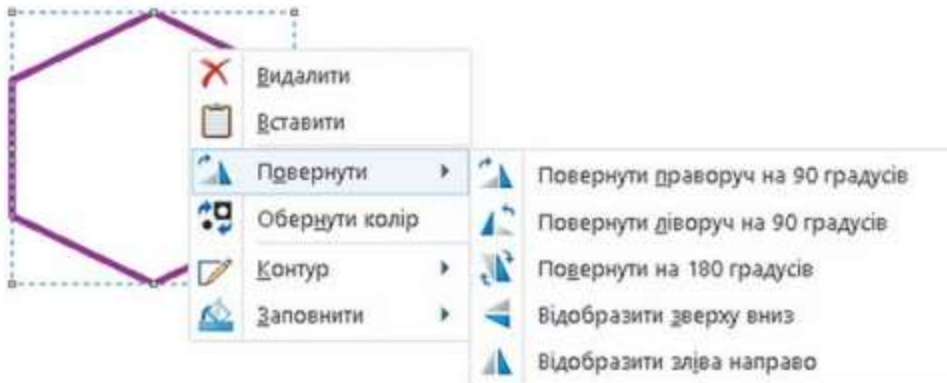 Видалити
Вставити
Повернути
Обернути колір
Контур
Заповнити
Повернути праворуч на 90 градусів
Повернути ліворуч на 90 градусів
Повернути на 180 градусів
Відобразити зверху вниз
Відобразити зліва направо